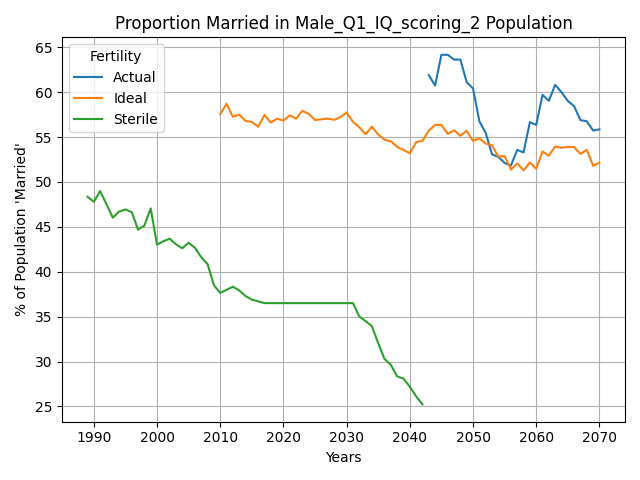 Proportion Married in Male_Q1_IQ_scoring_2 Population
% of Population 'Married'
65
60
55
50
45
40
35
30
25
Fertility
Actual
Ideal
Sterile
1990 2000 2010 2020 2030 2040 2050 2060 2070
Years